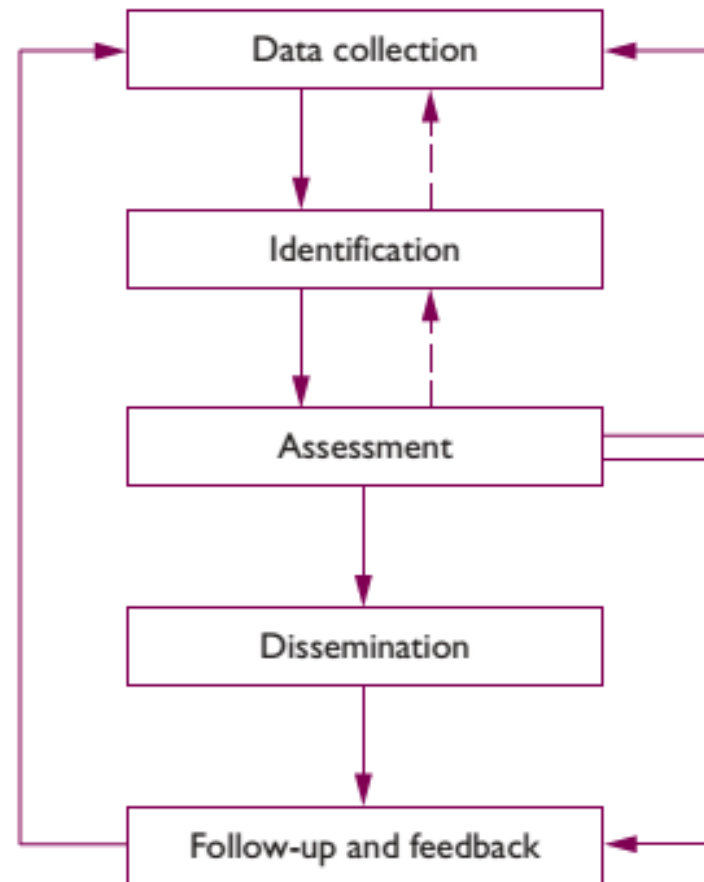 Data collection
Identification
Assessment
Dissemination
Follow-up and feedback